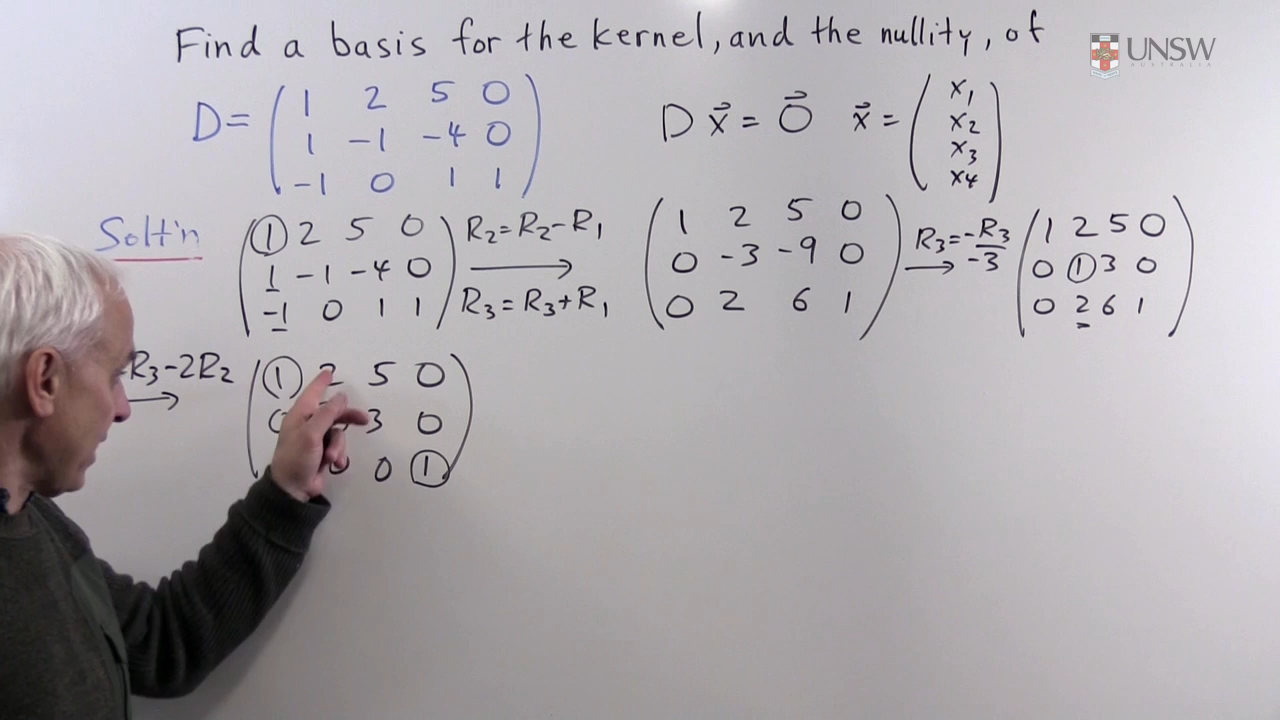 Find a basis for the kernel, and the nullity, of
UNSW
AUSTRALIA
D = ( 1 2 5 0
1 -1 -4 0
-1 0 1 1 )
D x⃗ = 0⃗ x⃗ = ( x₁
x₂
x₃
x₄ )
Solt'n
( 1 2 5 0
1 -1 -4 0
-1 0 1 1 )
R₂ = R₂ - R₁
R₃ = R₃ + R₁
( 1 2 5 0
0 -3 -9 0
0 2 6 1 )
R₃ = -R₃
-3
( 1 2 5 0
0 1 3 0
0 2 6 1 )
R₃ - 2R₂
( 1 2 5 0
3 0
0 0 1 )